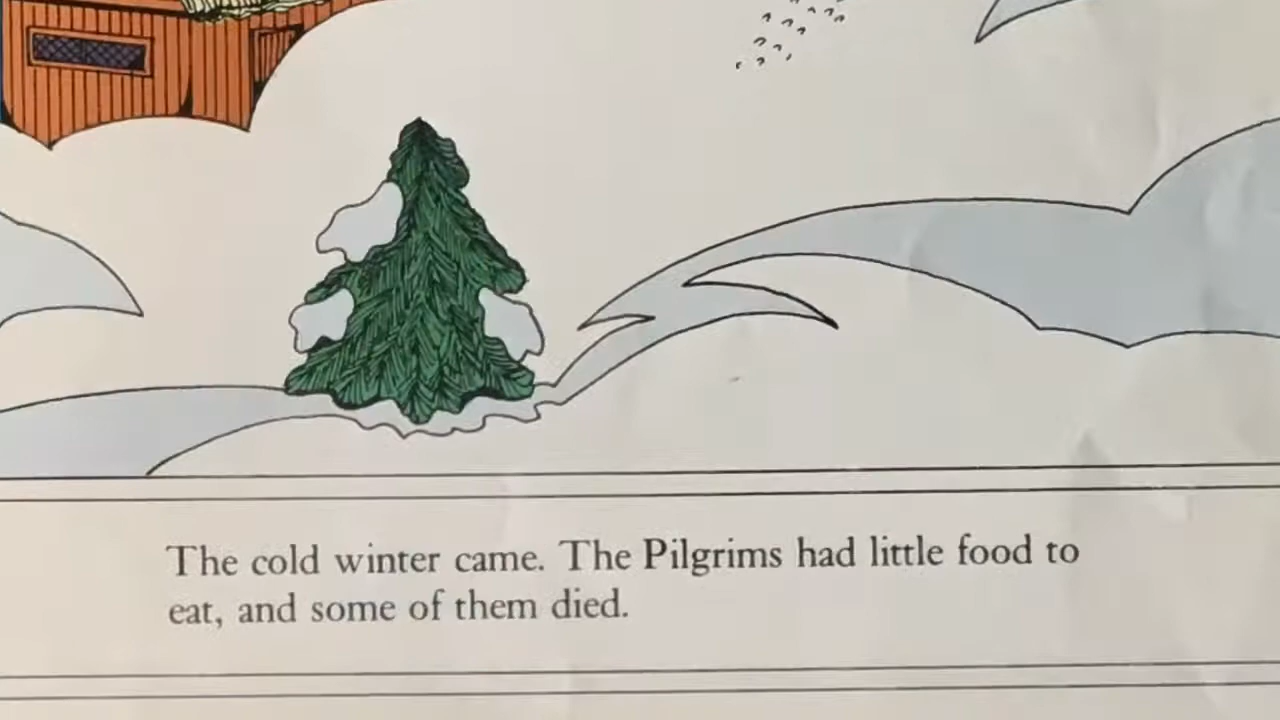 The cold winter came. The Pilgrims had little food to
eat, and some of them died.